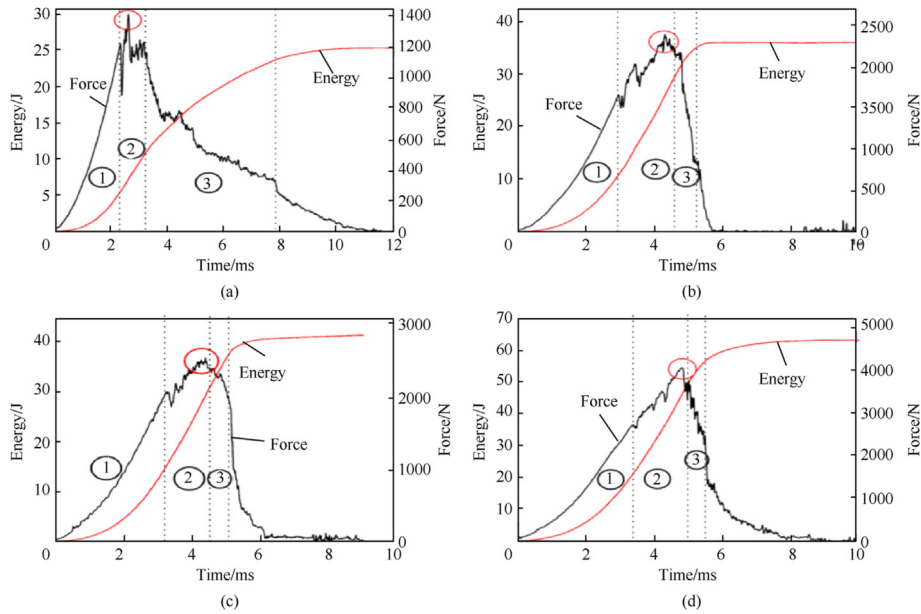 30
25
20
15
10
5
Energy/J
Force
Energy
①
②
③
1400
1200
1000
800
600
400
200
0
Force/N
0 2 4 6 8 10 12
Time/ms
(a)
40
30
20
10
Energy/J
Force
Energy
①
②
③
2500
2000
3500
1000
500
0
Force/N
0 2 4 6 8 10
Time/ms
(b)
40
30
20
10
Energy/J
Energy
Force
①
②
③
3000
2000
1000
0
Force/N
0 2 4 6 8 10
Time/ms
(c)
70
60
50
40
30
20
10
Energy/J
Force
Energy
①
②
③
5000
4000
3000
2000
1000
0
Force/N
0 2 4 6 8 10
Time/ms
(d)